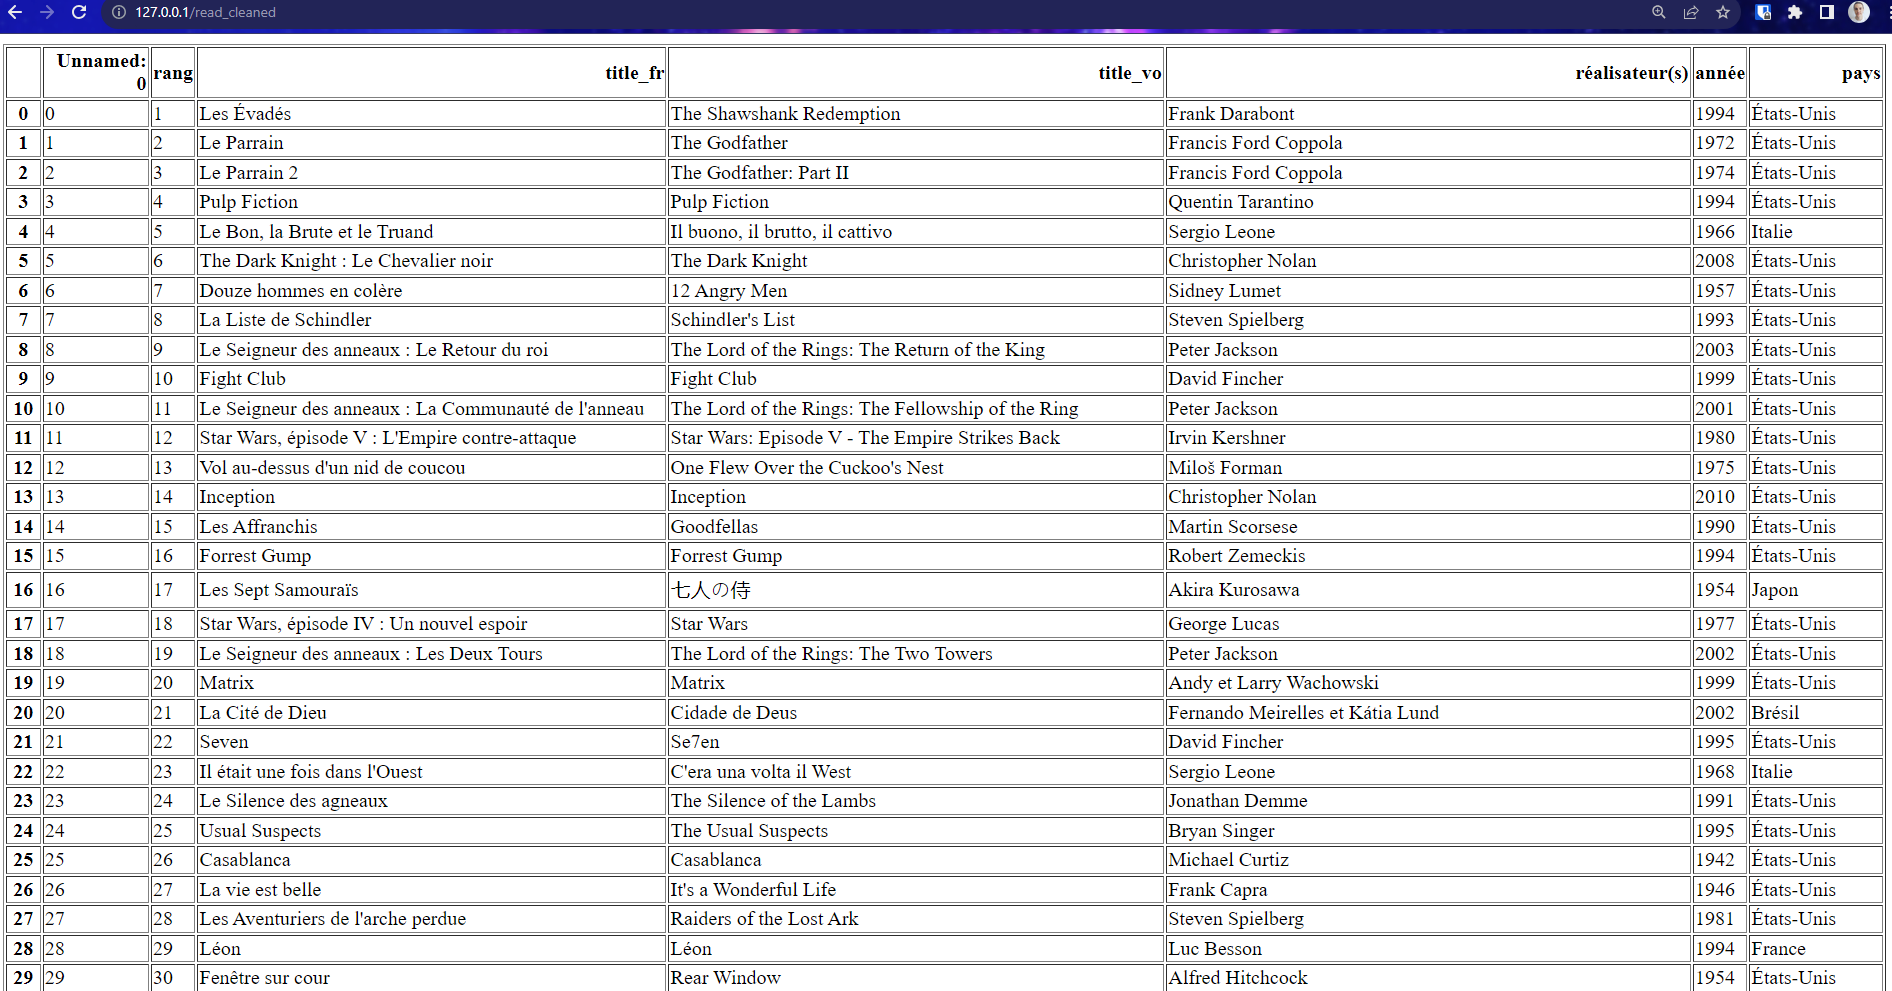 127.0.0.1/read_cleaned
Unnamed: 0 rang title_fr title_vo réalisateur(s) année pays
0 0 1 Les Évadés The Shawshank Redemption Frank Darabont 1994 États-Unis
1 1 2 Le Parrain The Godfather Francis Ford Coppola 1972 États-Unis
2 2 3 Le Parrain 2 The Godfather: Part II Francis Ford Coppola 1974 États-Unis
3 3 4 Pulp Fiction Pulp Fiction Quentin Tarantino 1994 États-Unis
4 4 5 Le Bon, la Brute et le Truand Il buono, il brutto, il cattivo Sergio Leone 1966 Italie
5 5 6 The Dark Knight : Le Chevalier noir The Dark Knight Christopher Nolan 2008 États-Unis
6 6 7 Douze hommes en colère 12 Angry Men Sidney Lumet 1957 États-Unis
7 7 8 La Liste de Schindler Schindler's List Steven Spielberg 1993 États-Unis
8 8 9 Le Seigneur des anneaux : Le Retour du roi The Lord of the Rings: The Return of the King Peter Jackson 2003 États-Unis
9 9 10 Fight Club Fight Club David Fincher 1999 États-Unis
10 10 11 Le Seigneur des anneaux : La Communauté de l'anneau The Lord of the Rings: The Fellowship of the Ring Peter Jackson 2001 États-Unis
11 11 12 Star Wars, épisode V : L'Empire contre-attaque Star Wars: Episode V - The Empire Strikes Back Irvin Kershner 1980 États-Unis
12 12 13 Vol au-dessus d'un nid de coucou One Flew Over the Cuckoo's Nest Miloš Forman 1975 États-Unis
13 13 14 Inception Inception Christopher Nolan 2010 États-Unis
14 14 15 Les Affranchis Goodfellas Martin Scorsese 1990 États-Unis
15 15 16 Forrest Gump Forrest Gump Robert Zemeckis 1994 États-Unis
16 16 17 Les Sept Samouraïs 七人の侍 Akira Kurosawa 1954 Japon
17 17 18 Star Wars, épisode IV : Un nouvel espoir Star Wars George Lucas 1977 États-Unis
18 18 19 Le Seigneur des anneaux : Les Deux Tours The Lord of the Rings: The Two Towers Peter Jackson 2002 États-Unis
19 19 20 Matrix Matrix Andy et Larry Wachowski 1999 États-Unis
20 20 21 La Cité de Dieu Cidade de Deus Fernando Meirelles et Kátia Lund 2002 Brésil
21 21 22 Seven Se7en David Fincher 1995 États-Unis
22 22 23 Il était une fois dans l'Ouest C'era una volta il West Sergio Leone 1968 Italie
23 23 24 Le Silence des agneaux The Silence of the Lambs Jonathan Demme 1991 États-Unis
24 24 25 Usual Suspects The Usual Suspects Bryan Singer 1995 États-Unis
25 25 26 Casablanca Casablanca Michael Curtiz 1942 États-Unis
26 26 27 La vie est belle It's a Wonderful Life Frank Capra 1946 États-Unis
27 27 28 Les Aventuriers de l'arche perdue Raiders of the Lost Ark Steven Spielberg 1981 États-Unis
28 28 29 Léon Léon Luc Besson 1994 France
29 29 30 Fenêtre sur cour Rear Window Alfred Hitchcock 1954 États-Unis